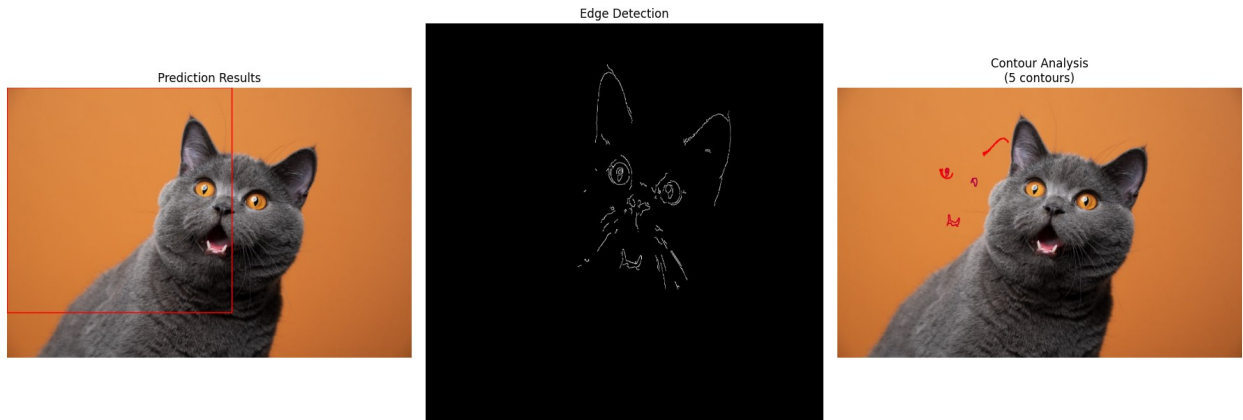 Edge Detection
Prediction Results
Contour Analysis
(5 contours)